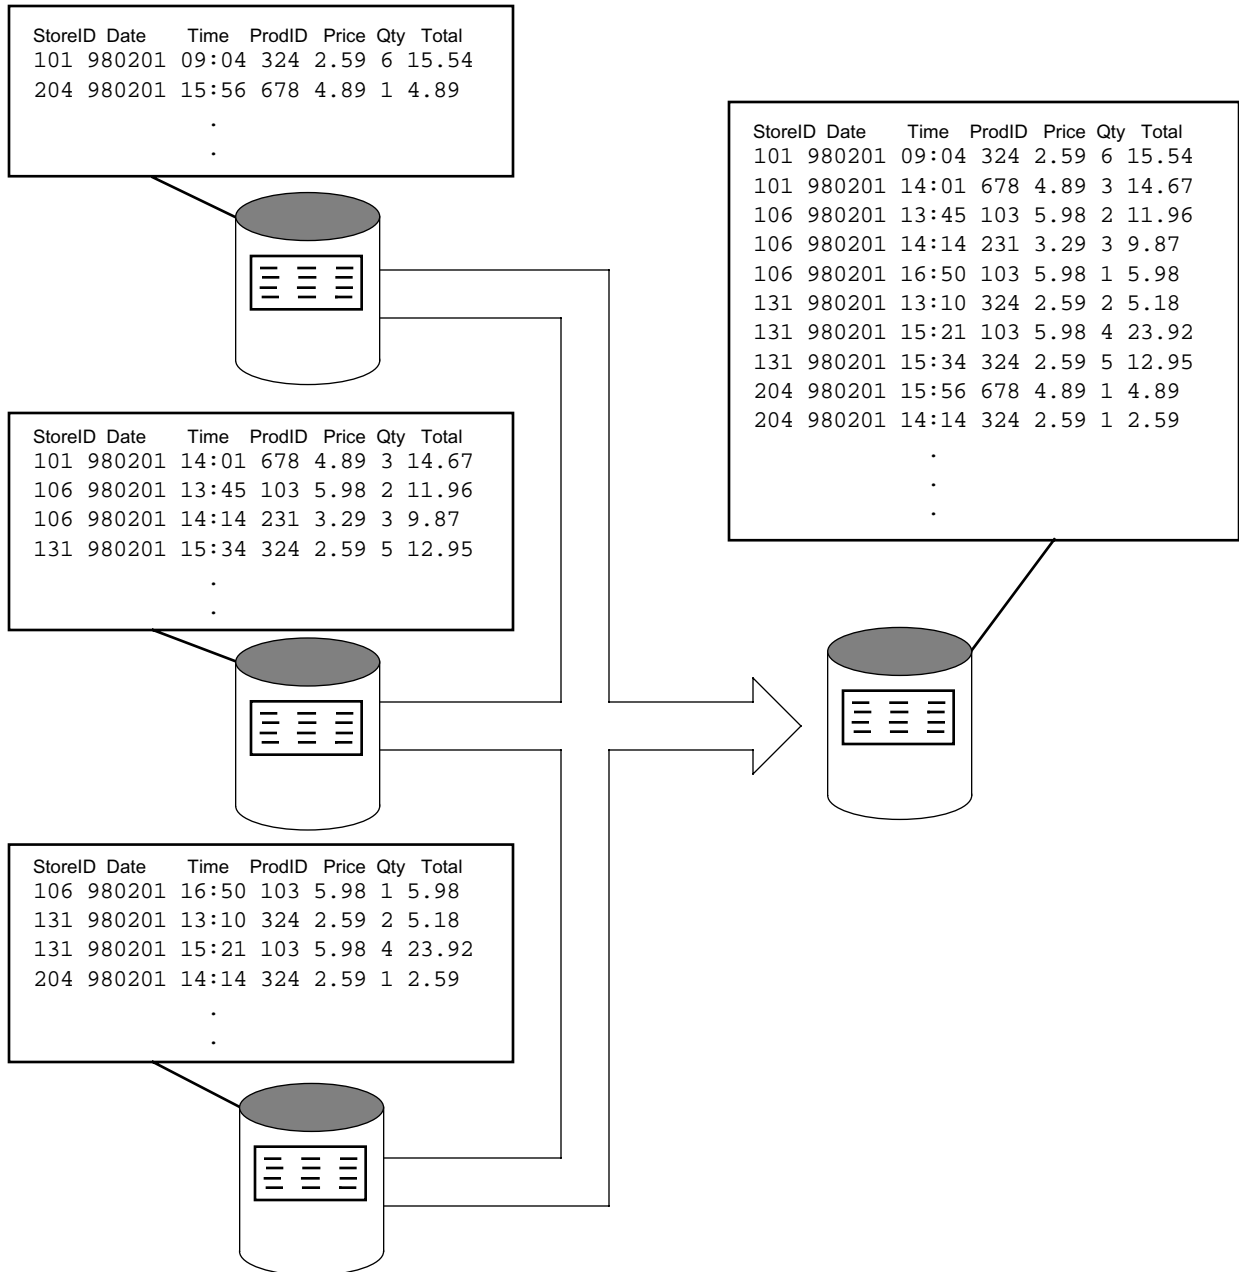 StoreID Date Time ProdID Price Qty Total
101 980201 09:04 324 2.59 6 15.54
204 980201 15:56 678 4.89 1 4.89
.
.
StoreID Date Time ProdID Price Qty Total
101 980201 14:01 678 4.89 3 14.67
106 980201 13:45 103 5.98 2 11.96
106 980201 14:14 231 3.29 3 9.87
131 980201 15:34 324 2.59 5 12.95
.
.
StoreID Date Time ProdID Price Qty Total
106 980201 16:50 103 5.98 1 5.98
131 980201 13:10 324 2.59 2 5.18
131 980201 15:21 103 5.98 4 23.92
204 980201 14:14 324 2.59 1 2.59
.
.
StoreID Date Time ProdID Price Qty Total
101 980201 09:04 324 2.59 6 15.54
101 980201 14:01 678 4.89 3 14.67
106 980201 13:45 103 5.98 2 11.96
106 980201 14:14 231 3.29 3 9.87
106 980201 16:50 103 5.98 1 5.98
131 980201 13:10 324 2.59 2 5.18
131 980201 15:21 103 5.98 4 23.92
131 980201 15:34 324 2.59 5 12.95
204 980201 15:56 678 4.89 1 4.89
204 980201 14:14 324 2.59 1 2.59
.
.
.